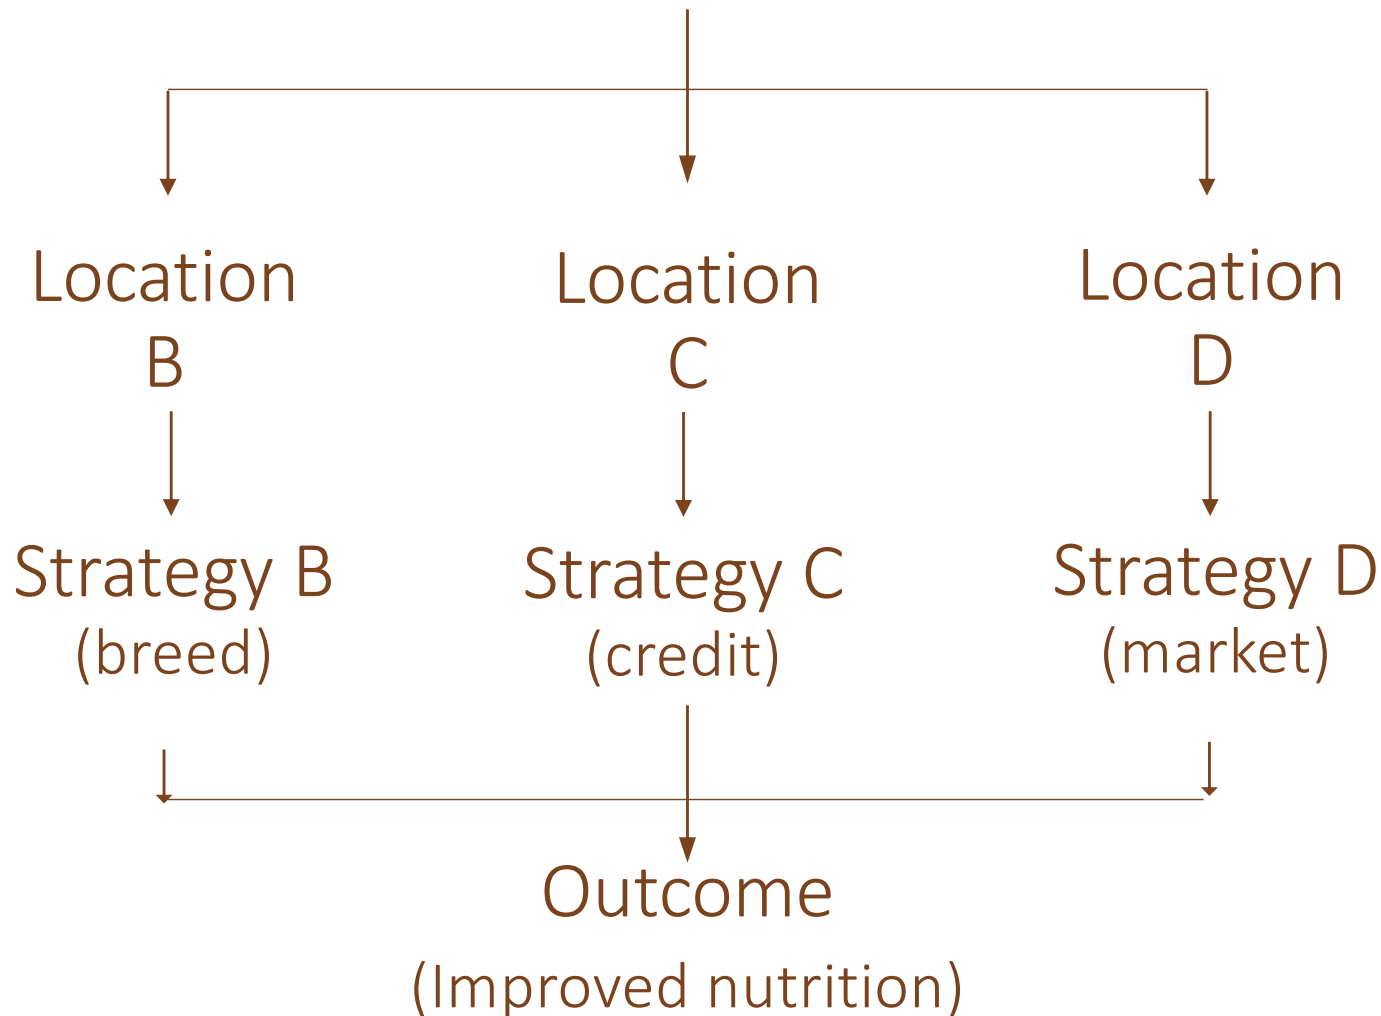 Location
B
Location
C
Location
D
Strategy B
(breed)
Strategy C
(credit)
Strategy D
(market)
Outcome
(Improved nutrition)